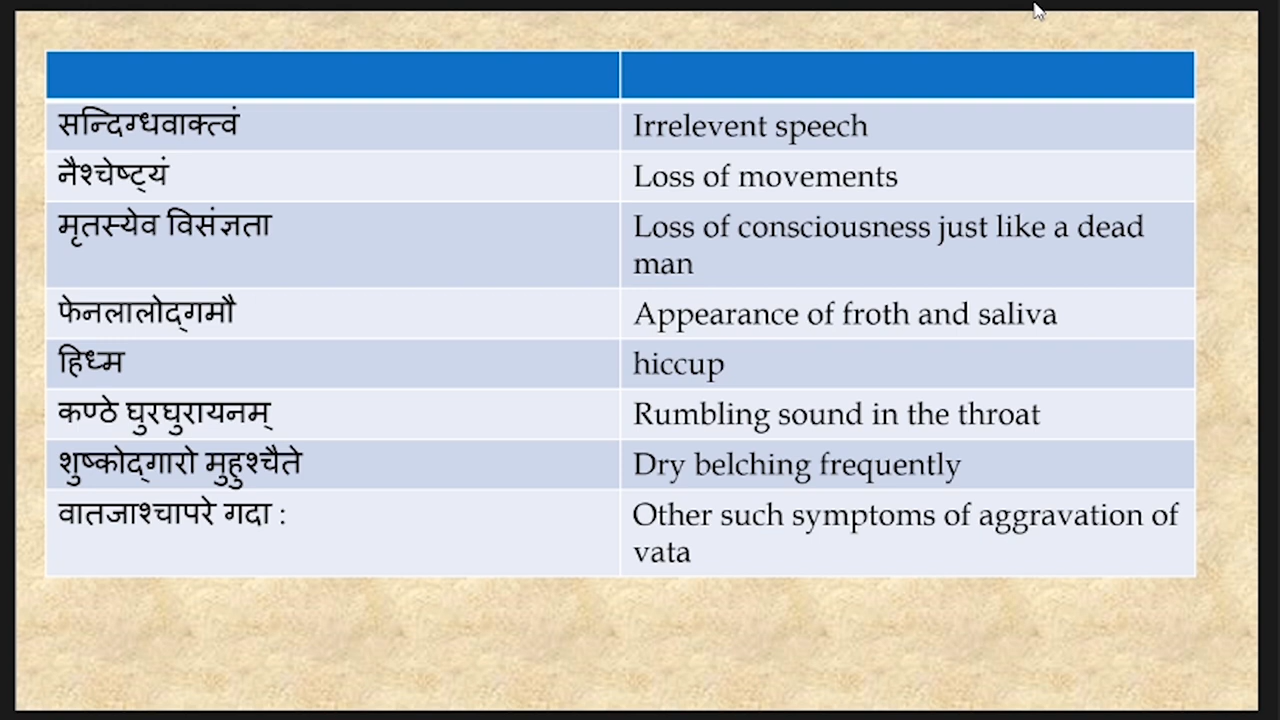 सन्दिग्धवाक्त्वं Irrelevent speech
नैश्चेष्ट्यं Loss of movements
मृतस्येव विसंज्ञता Loss of consciousness just like a dead
man
फेनलालोद्गमौ Appearance of froth and saliva
हिध्म hiccup
कण्ठे घुरघुरायनम् Rumbling sound in the throat
शुष्कोद्गारो मुहुश्चैते Dry belching frequently
वातजाश्चापरे गदा : Other such symptoms of aggravation of
vata